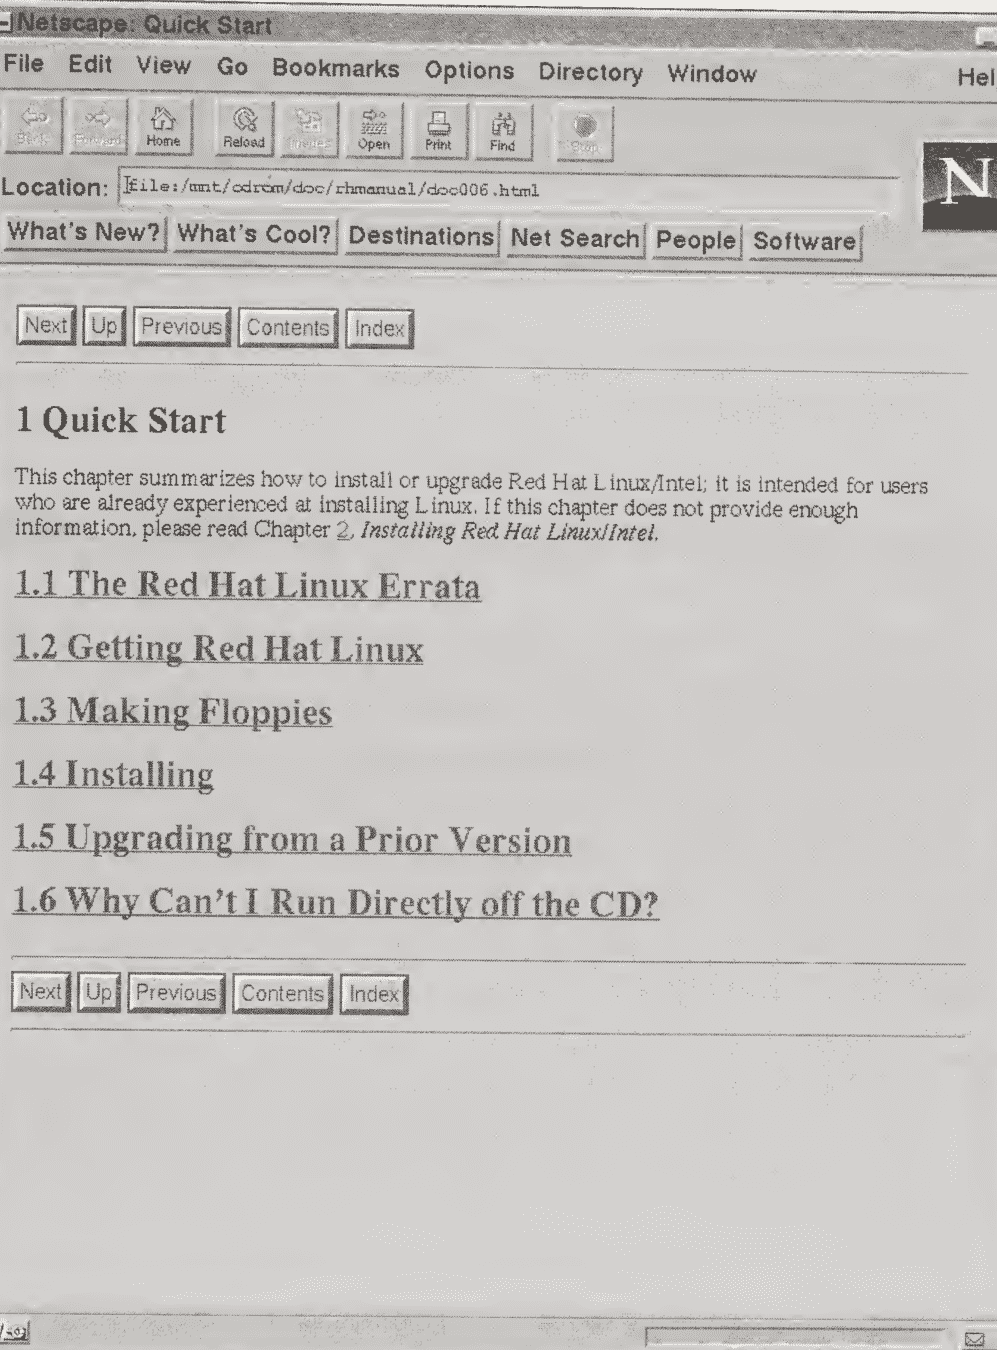 Netscape: Quick Start
File Edit View Go Bookmarks Options Directory Window Hel
Back Forward Home Reload Images Open Print Find Stop
Location: file:/mnt/cdrom/doc/rhmanual/doc006.html
N
What's New? What's Cool? Destinations Net Search People Software
Next Up Previous Contents Index
1 Quick Start
This chapter summarizes how to install or upgrade Red Hat Linux/Intel; it is intended for users
who are already experienced at installing Linux. If this chapter does not provide enough
information, please read Chapter 2, Installing Red Hat Linux/Intel.
1.1 The Red Hat Linux Errata
1.2 Getting Red Hat Linux
1.3 Making Floppies
1.4 Installing
1.5 Upgrading from a Prior Version
1.6 Why Can't I Run Directly off the CD?
Next Up Previous Contents Index